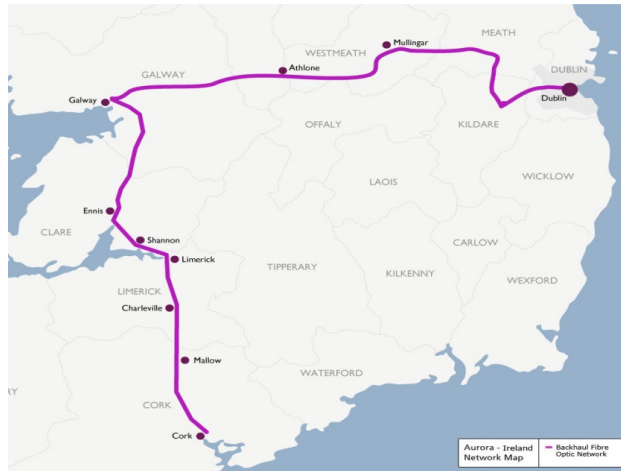 Mullingar
MEATH
WESTMEATH
Athlone
DUBLIN
GALWAY
Dublin
Galway
OFFALY
KILDARE
WICKLOW
LAOIS
Ennis
CLARE
Shannon
CARLOW
Limerick
TIPPERARY
KILKENNY
WEXFORD
LIMERICK
Charleville
Mallow
WATERFORD
RY
CORK
Cork
Aurora - Ireland
Network Map
Backhaul Fibre
Optic Network